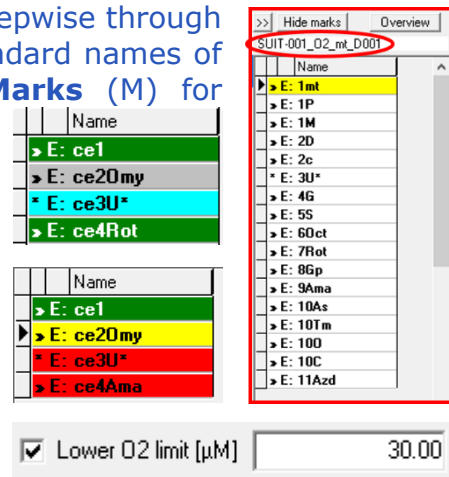 epwise through
ndard names of
Marks (M) for
Name
» E: ce1
» E: ce2Omy
* E: ce3U*
» E: ce4Rot
Name
» E: ce1
» E: ce2Omy
* E: ce3U*
» E: ce4Ama
>> Hide marks Overview
SUIT-001_O2_mt_D001
Name
» E: 1mt
» E: 1P
» E: 1M
» E: 2D
» E: 2c
* E: 3U*
» E: 4G
» E: 5S
» E: 6Oct
» E: 7Rot
» E: 8Gp
» E: 9Ama
» E: 10As
» E: 10Tm
» E: 10O
» E: 10C
» E: 11Azd
Lower O2 limit [µM] 30.00